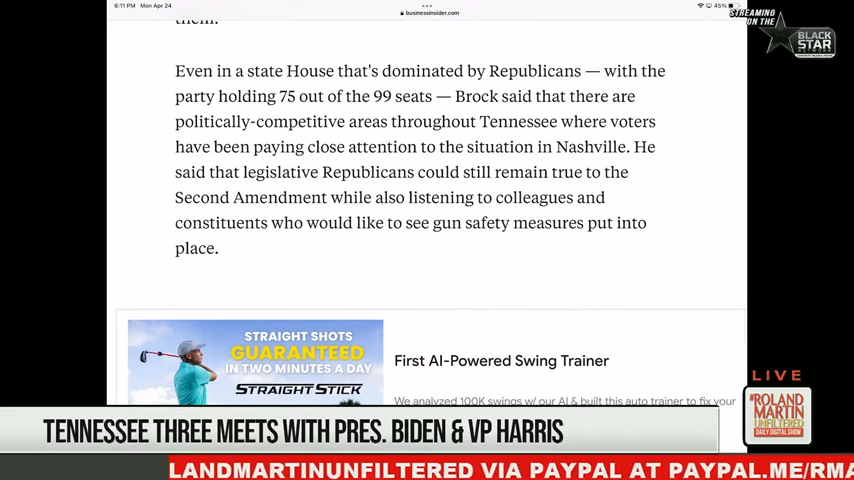 6:11 PM Mon Apr 24
businessinsider.com
45%
STREAMING
ON THE
BLACK
STAR
NETWORK
them.
Even in a state House that's dominated by Republicans — with the
party holding 75 out of the 99 seats — Brock said that there are
politically-competitive areas throughout Tennessee where voters
have been paying close attention to the situation in Nashville. He
said that legislative Republicans could still remain true to the
Second Amendment while also listening to colleagues and
constituents who would like to see gun safety measures put into
place.
STRAIGHT SHOTS
GUARANTEED
IN TWO MINUTES A DAY
STRAIGHT STICK
First AI-Powered Swing Trainer
We analyzed 100K swings w/ our AI & built this auto trainer to fix your
LIVE
#ROLAND
MARTIN
UNFILTERED
DAILY DIGITAL SHOW
TENNESSEE THREE MEETS WITH PRES. BIDEN & VP HARRIS
LANDMARTINUNFILTERED VIA PAYPAL AT PAYPAL.ME/RMA